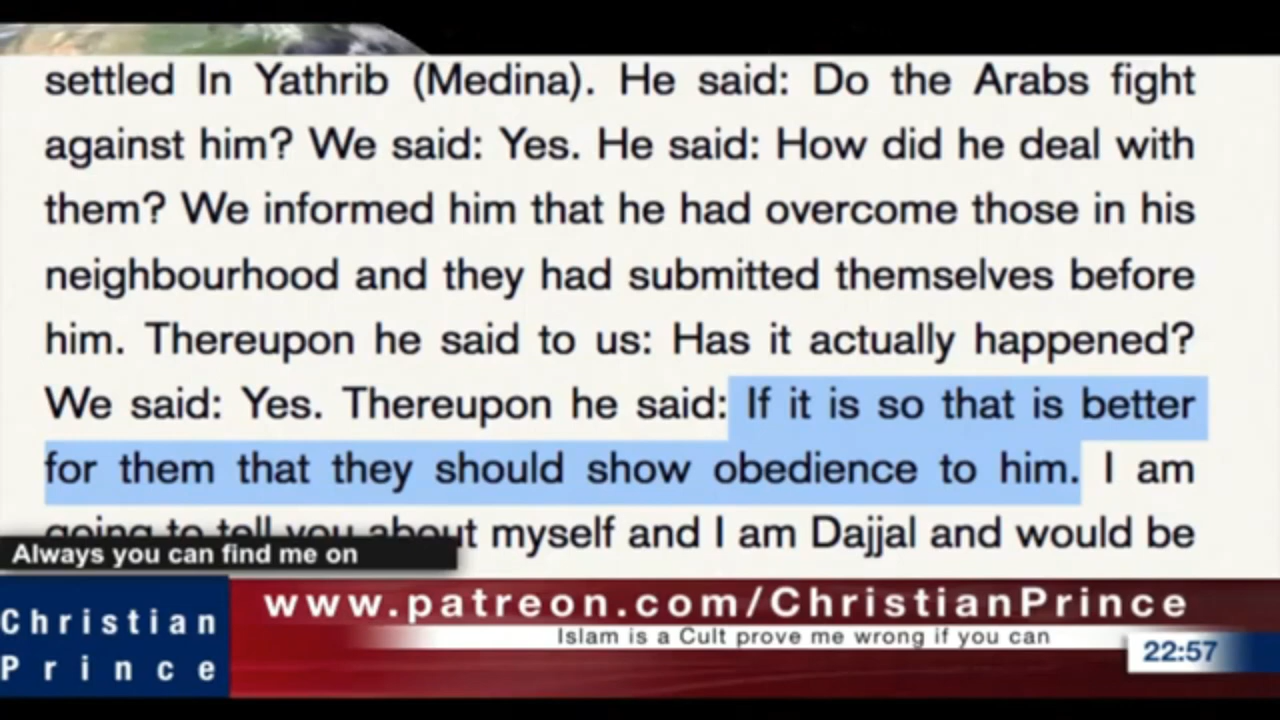 settled In Yathrib (Medina). He said: Do the Arabs fight
against him? We said: Yes. He said: How did he deal with
them? We informed him that he had overcome those in his
neighbourhood and they had submitted themselves before
him. Thereupon he said to us: Has it actually happened?
We said: Yes. Thereupon he said: If it is so that is better
for them that they should show obedience to him. I am
going to tell you about myself and I am Dajjal and would be
Always you can find me on
Christian
Prince
www.patreon.com/ChristianPrince
Islam is a Cult prove me wrong if you can
22:57